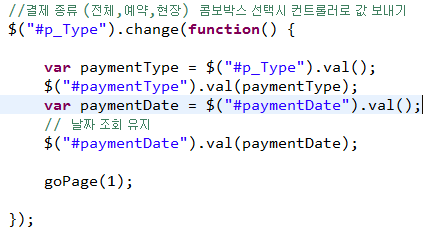 //결제 종류 (전체,예약,현장) 콤보박스 선택시 컨트롤러로 값 보내기
$("#p_Type").change(function() {
var paymentType = $("#p_Type").val();
$("#paymentType").val(paymentType);
var paymentDate = $("#paymentDate").val();
// 날짜 조회 유지
$("#paymentDate").val(paymentDate);
goPage(1);
});